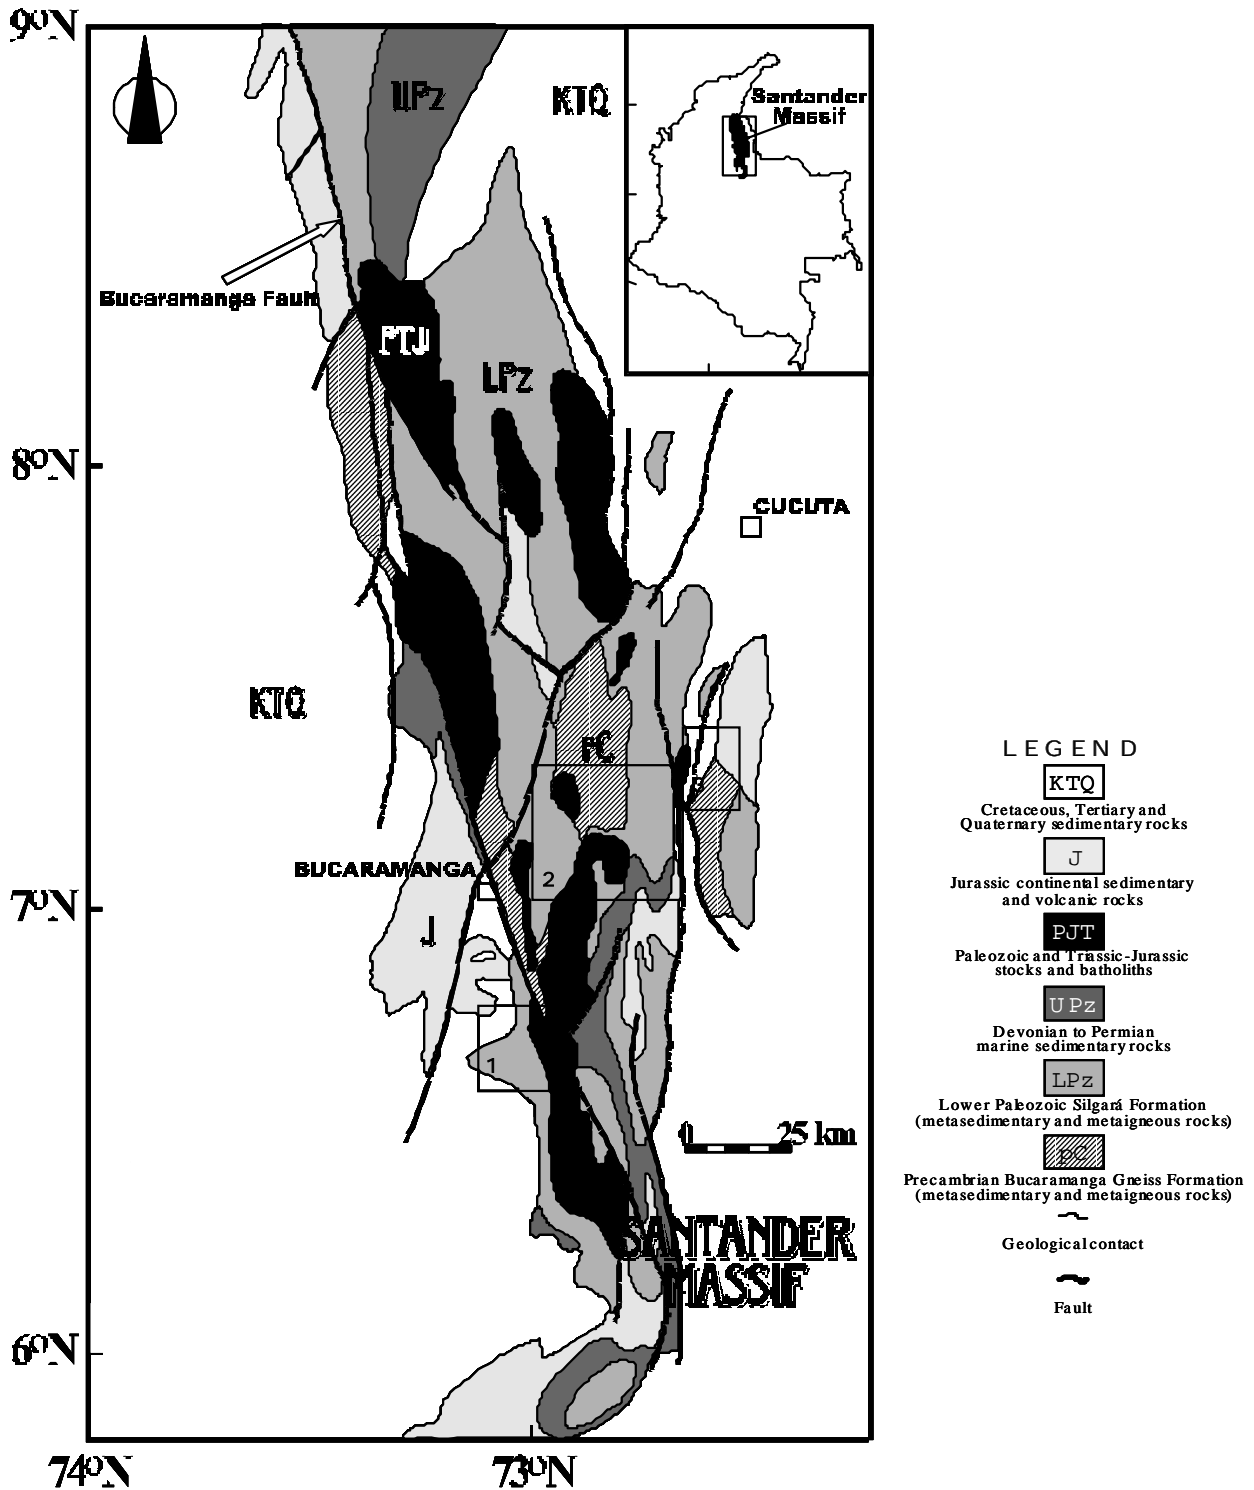 9ºN
UPz
KTQ
Santander
Massif
Bucaramanga Fault
PTJ
LPz
8ºN
CUCUTA
KTQ
PC
3
BUCARAMANGA
2
7ºN
J
1
0 25 km
SANTANDER
MASSIF
6ºN
74ºN
73ºN
LEGEND
KTQ
Cretaceous, Tertiary and
Quaternary sedimentary rocks
J
Jurassic continental sedimentary
and volcanic rocks
PJT
Paleozoic and Triassic-Jurassic
stocks and batholiths
UPz
Devonian to Permian
marine sedimentary rocks
LPz
Lower Paleozoic Silgará Formation
(metasedimentary and metaigneous rocks)
pC
Precambrian Bucaramanga Gneiss Formation
(metasedimentary and metaigneous rocks)
Geological contact
Fault